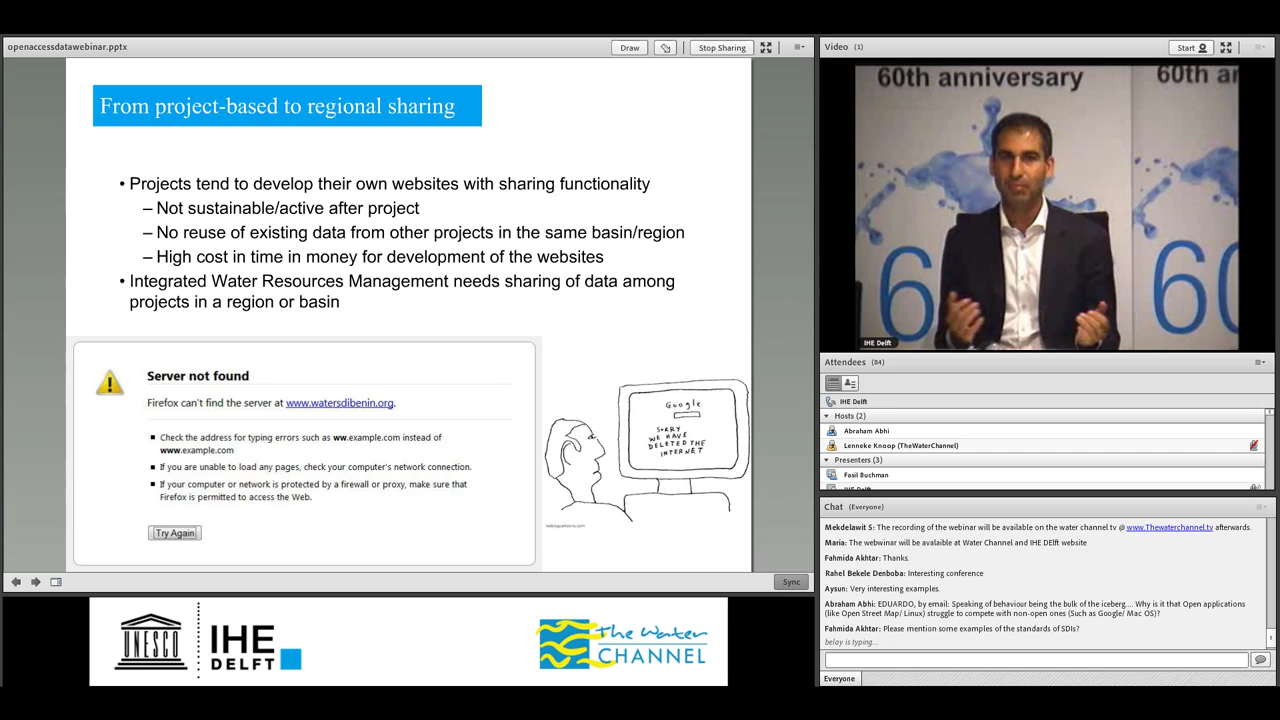 openaccessdatawebinar.pptx
Draw
Stop Sharing
From project-based to regional sharing
• Projects tend to develop their own websites with sharing functionality
– Not sustainable/active after project
– No reuse of existing data from other projects in the same basin/region
– High cost in time in money for development of the websites
• Integrated Water Resources Management needs sharing of data among
projects in a region or basin
Server not found
Firefox can't find the server at www.watersdibenin.org.
Check the address for typing errors such as ww.example.com instead of
www.example.com
If you are unable to load any pages, check your computer's network connection.
If your computer or network is protected by a firewall or proxy, make sure that
Firefox is permitted to access the Web.
Try Again
Google
SORRY
WE HAVE
DELETED THE
INTERNET
Sync
UNESCO
IHE
DELFT
The Water
CHANNEL
Video (1)
Start
60th anniversary
60th an
60
60
IHE Delft
Attendees (84)
IHE Delft
Hosts (2)
Abraham Abhi
Lenneke Knoop (TheWaterChannel)
Presenters (3)
Fasil Buchman
IHE Delft
Chat (Everyone)
Mekdelawit S: The recording of the webinar will be available on the water channel tv @ www.Thewaterchannel.tv afterwards.
Maria: The webwinar will be avalaible at Water Channel and IHE DElft website
Fahmida Akhtar: Thanks.
Rahel Bekele Denboba: Interesting conference
Aysun: Very interesting examples.
Abraham Abhi: EDUARDO, by email: Speaking of behaviour being the bulk of the iceberg.... Why is it that Open applications
(like Open Street Map/ Linux) struggle to compete with non-open ones (Such as Google/ Mac OS)?
Fahmida Akhtar: Please mention some examples of the standards of SDIs?
belay is typing...
Everyone